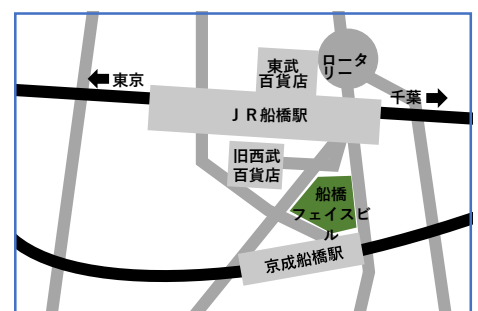 ロータ
リー
東武
百貨店
東京
千葉
ＪＲ船橋駅
旧西武
百貨店
船橋
フェイスビ
ル
京成船橋駅